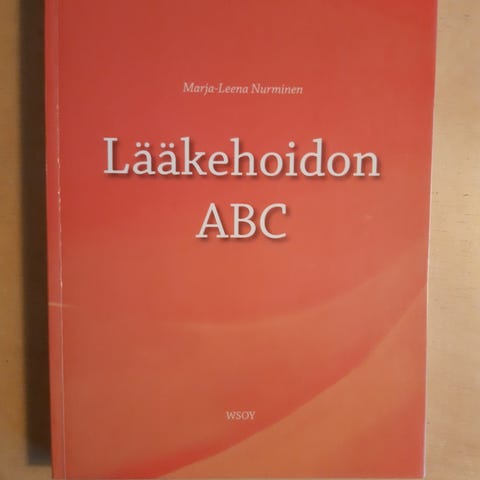 Marja-Leena Nurminen
Lääkehoidon
ABC
WSOY